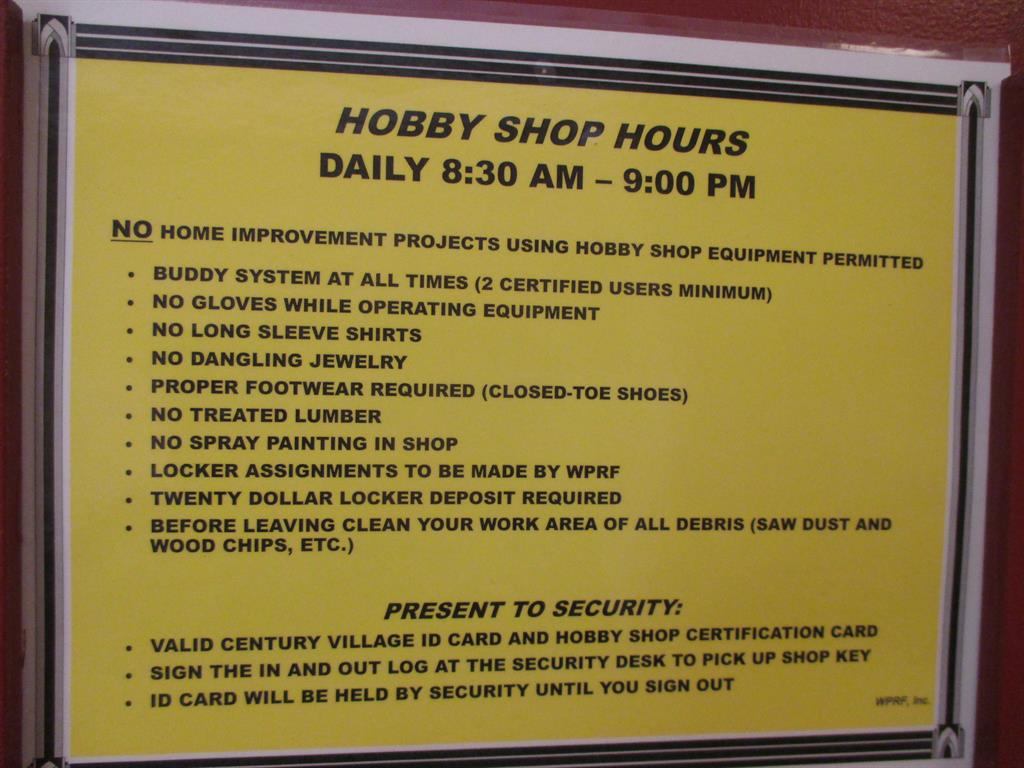 HOBBY SHOP HOURS
DAILY 8:30 AM – 9:00 PM
NO HOME IMPROVEMENT PROJECTS USING HOBBY SHOP EQUIPMENT PERMITTED
• BUDDY SYSTEM AT ALL TIMES (2 CERTIFIED USERS MINIMUM)
• NO GLOVES WHILE OPERATING EQUIPMENT
• NO LONG SLEEVE SHIRTS
• NO DANGLING JEWELRY
• PROPER FOOTWEAR REQUIRED (CLOSED-TOE SHOES)
• NO TREATED LUMBER
• NO SPRAY PAINTING IN SHOP
• LOCKER ASSIGNMENTS TO BE MADE BY WPRF
• TWENTY DOLLAR LOCKER DEPOSIT REQUIRED
• BEFORE LEAVING CLEAN YOUR WORK AREA OF ALL DEBRIS (SAW DUST AND
WOOD CHIPS, ETC.)
PRESENT TO SECURITY:
• VALID CENTURY VILLAGE ID CARD AND HOBBY SHOP CERTIFICATION CARD
• SIGN THE IN AND OUT LOG AT THE SECURITY DESK TO PICK UP SHOP KEY
• ID CARD WILL BE HELD BY SECURITY UNTIL YOU SIGN OUT
WPRF, Inc.